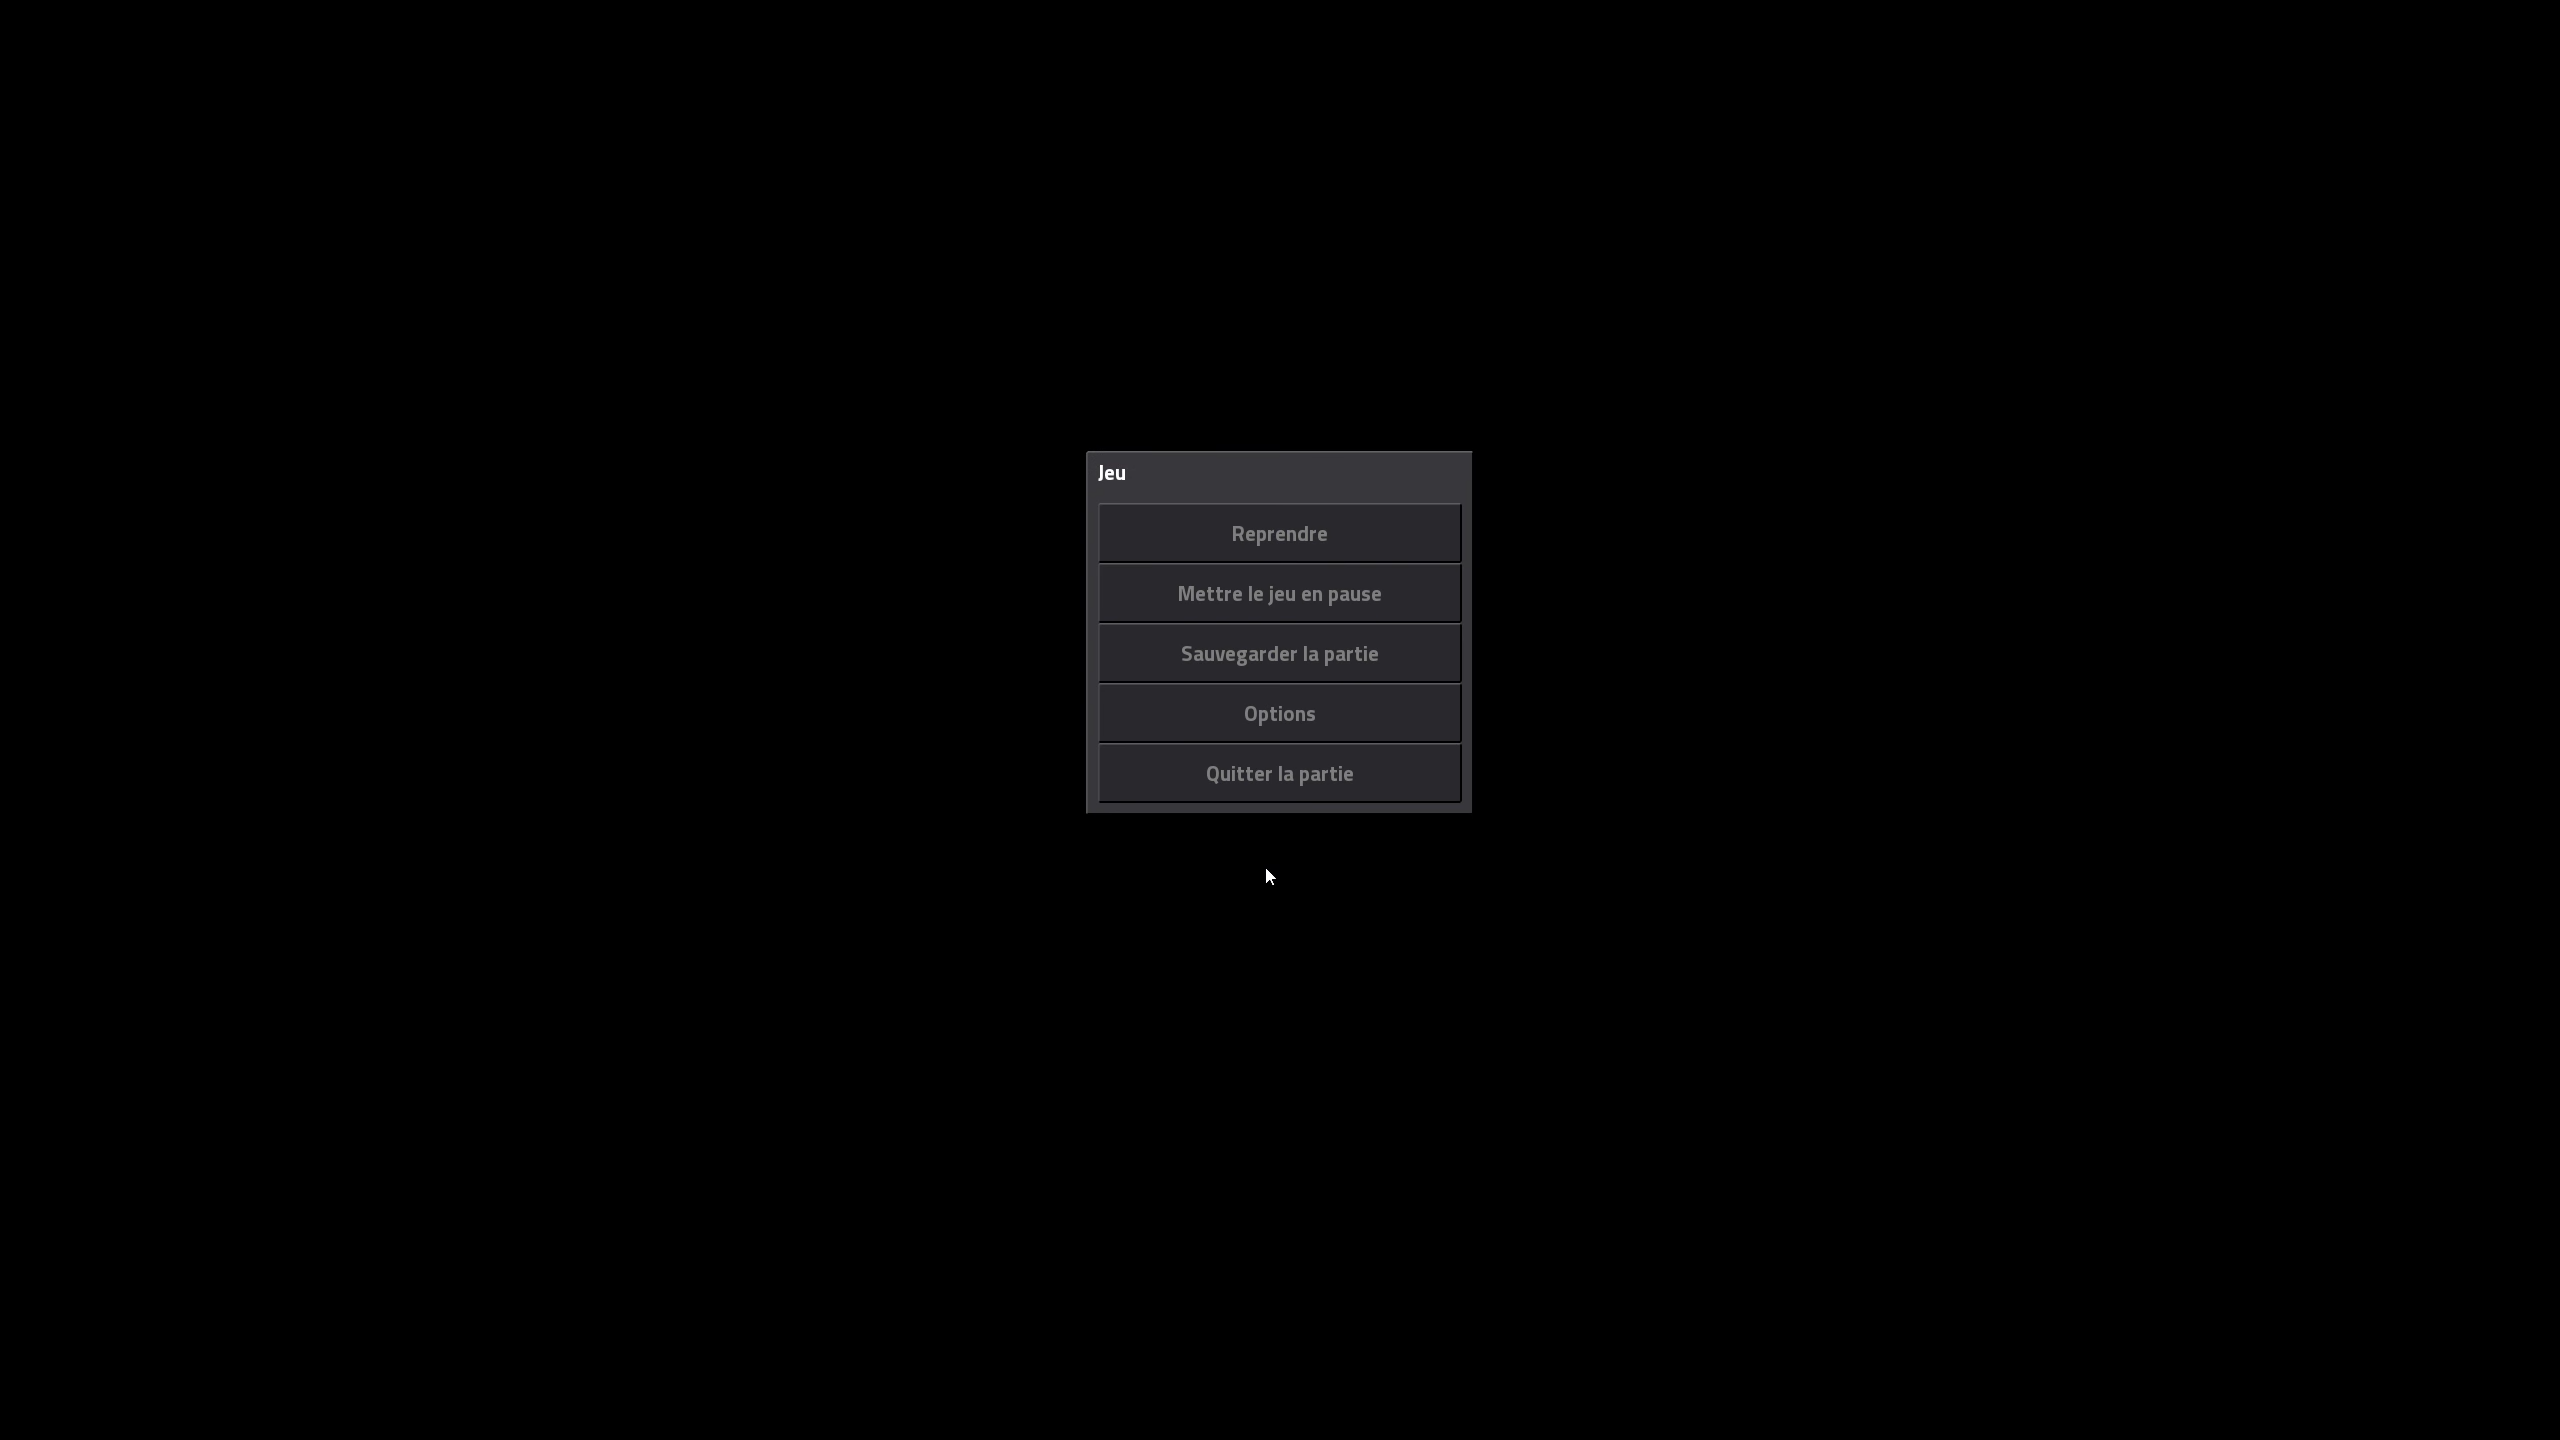 Jeu
Reprendre
Mettre le jeu en pause
Sauvegarder la partie
Options
Quitter la partie